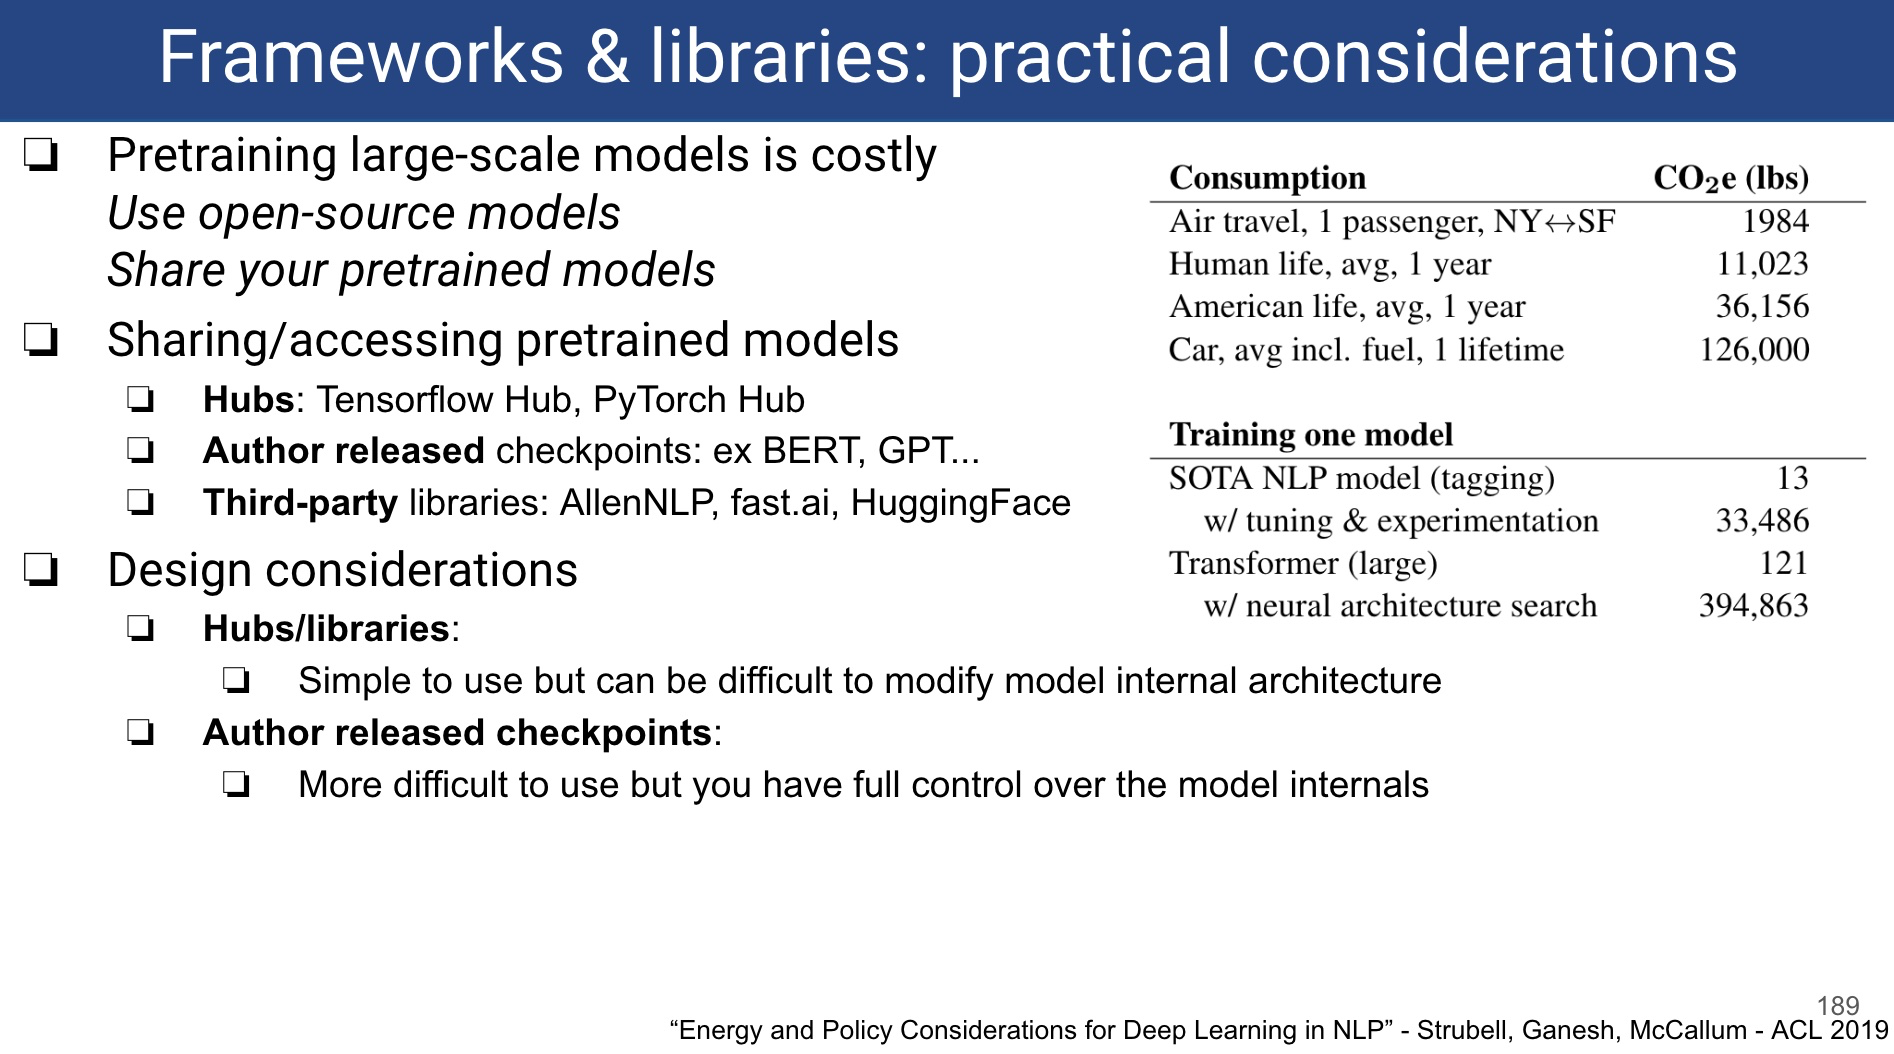 Frameworks & libraries: practical considerations
❏ Pretraining large-scale models is costly
Use open-source models
Share your pretrained models
❏ Sharing/accessing pretrained models
❏ Hubs: Tensorflow Hub, PyTorch Hub
❏ Author released checkpoints: ex BERT, GPT...
❏ Third-party libraries: AllenNLP, fast.ai, HuggingFace
❏ Design considerations
❏ Hubs/libraries:
❏ Simple to use but can be difficult to modify model internal architecture
❏ Author released checkpoints:
❏ More difficult to use but you have full control over the model internals
Consumption CO₂e (lbs)
Air travel, 1 passenger, NY↔SF 1984
Human life, avg, 1 year 11,023
American life, avg, 1 year 36,156
Car, avg incl. fuel, 1 lifetime 126,000
Training one model
SOTA NLP model (tagging) 13
w/ tuning & experimentation 33,486
Transformer (large) 121
w/ neural architecture search 394,863
189
“Energy and Policy Considerations for Deep Learning in NLP” - Strubell, Ganesh, McCallum - ACL 2019